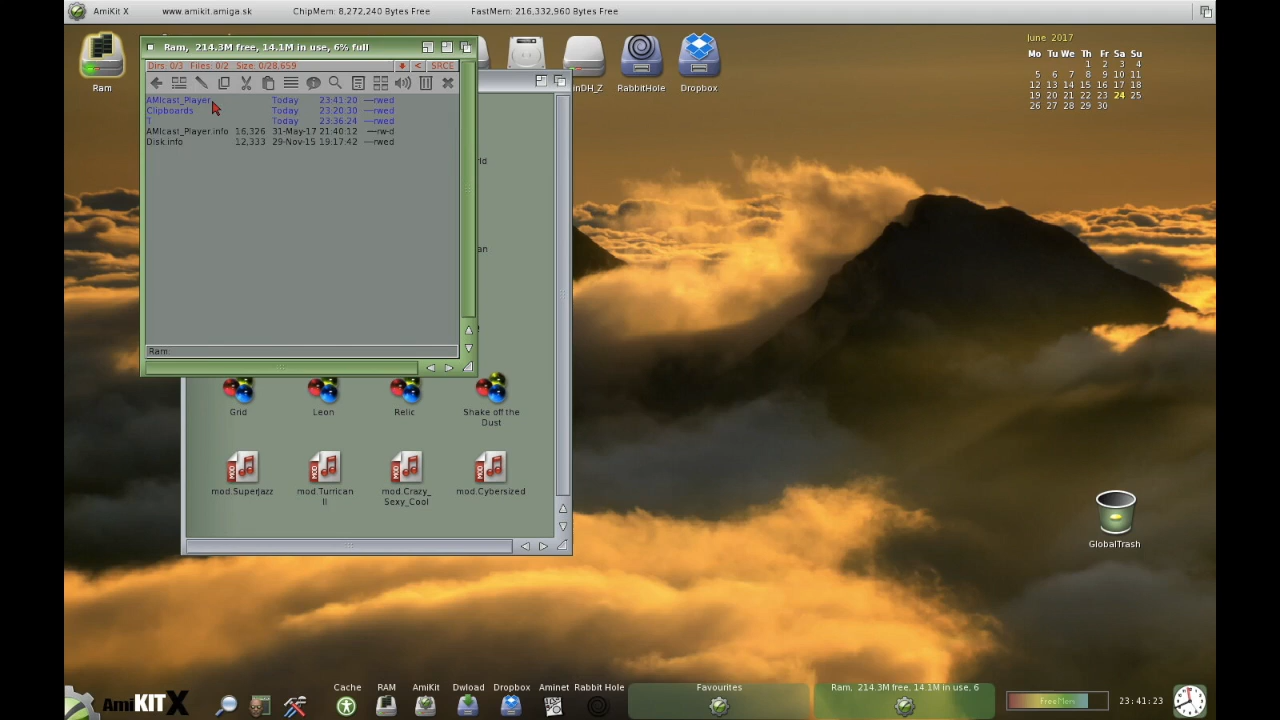 AmiKit X www.amikit.amiga.sk ChipMem: 8,272,240 Bytes Free FastMem: 216,332,960 Bytes Free
June 2017
Mo Tu We Th Fr Sa Su
1 2 3 4
5 6 7 8 9 10 11
12 13 14 15 16 17 18
19 20 21 22 23 24 25
26 27 28 29 30
Ram
RabbitHole
Dropbox
Ram, 214.3M free, 14.1M in use, 6% full
Dirs: 0/3 Files: 0/2 Size: 0/28,659 < SRCE
AMIcast_Player Today 23:41:20 ----rwed
Clipboards Today 23:20:30 ----rwed
T Today 23:36:24 ----rwed
AMIcast_Player.info 16,326 31-May-17 21:40:12 ----rw-d
Disk.info 12,333 29-Nov-15 19:17:42 ----rwed
Ram:
Grid
Leon
Relic
Shake off the
Dust
MOD
mod.SuperJazz
MOD
mod.Turrican
II
MOD
mod.Crazy_
Sexy_Cool
MOD
mod.Cybersized
GlobalTrash
AmiKIT X
Cache RAM AmiKit Dwload Dropbox Aminet Rabbit Hole
Favourites
Ram, 214.3M free, 14.1M in use, 6
FreeMem
23:41:23